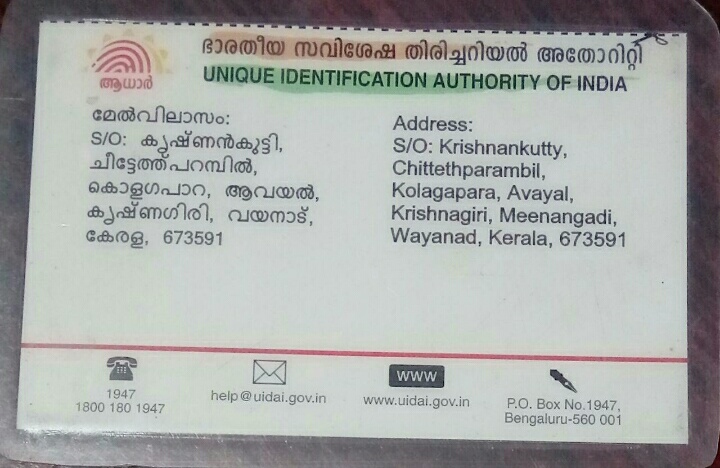 ഭാരതീയ സവിശേഷ തിരിച്ചറിയൽ അതോറിറ്റി
UNIQUE IDENTIFICATION AUTHORITY OF INDIA
ആധാർ
മേൽവിലാസം:
S/O: കൃഷ്ണൻകുട്ടി,
ചീട്ടേത്ത്പറമ്പിൽ,
കൊളഗപാറ, ആവയൽ,
കൃഷ്ണഗിരി, വയനാട്,
കേരള, 673591
Address:
S/O: Krishnankutty,
Chittethparambil,
Kolagapara, Avayal,
Krishnagiri, Meenangadi,
Wayanad, Kerala, 673591
1947
1800 180 1947
help@uidai.gov.in
www
www.uidai.gov.in
P.O. Box No.1947,
Bengaluru-560 001